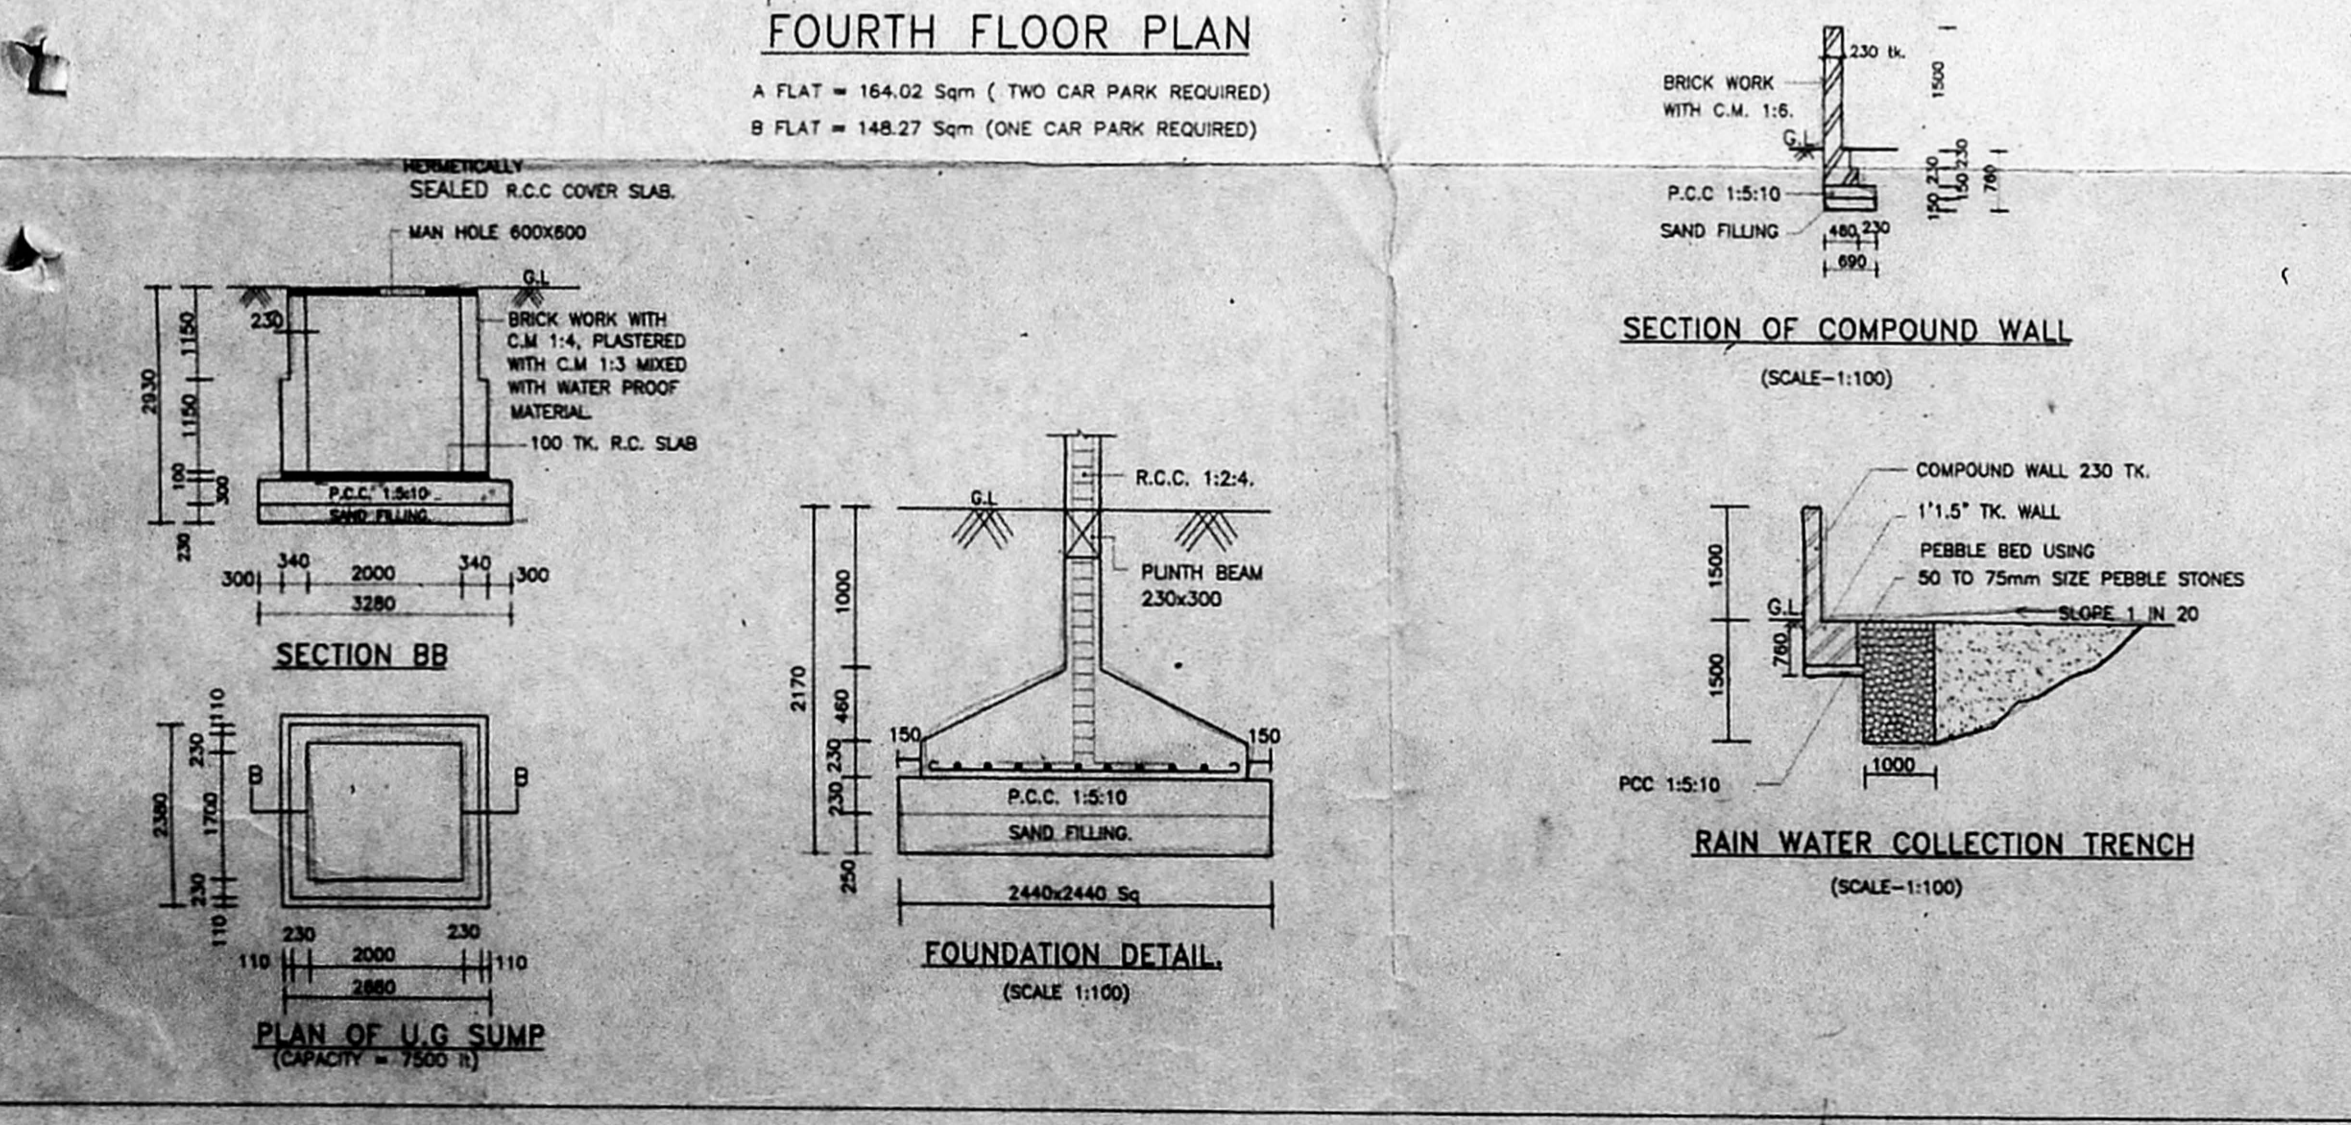 FOURTH FLOOR PLAN
A FLAT = 164.02 Sqm ( TWO CAR PARK REQUIRED)
B FLAT = 148.27 Sqm (ONE CAR PARK REQUIRED)
HERMETICALLY
SEALED R.C.C COVER SLAB.
MAN HOLE 600X600
G.L
230
BRICK WORK WITH
C.M 1:4, PLASTERED
WITH C.M 1:3 MIXED
WITH WATER PROOF
MATERIAL
100 TK. R.C. SLAB
2930
1150
1150
100
300
230
P.C.C. 1:5:10
SAND FILLING.
300 340 2000 340 300
3280
SECTION BB
110
230
1700
230
110
2380
B B
230 230
110 2000 110
2680
PLAN OF U.G SUMP
(CAPACITY = 7500 lt)
R.C.C. 1:2:4.
G.L
PLINTH BEAM
230x300
2170
1000
460
230
230
250
150 150
P.C.C. 1:5:10
SAND FILLING.
2440x2440 Sq
FOUNDATION DETAIL.
(SCALE 1:100)
230 tk.
BRICK WORK
WITH C.M. 1:6.
G.L
1500
230
230
150
150
760
P.C.C 1:5:10
SAND FILLING
460 230
690
SECTION OF COMPOUND WALL
(SCALE-1:100)
COMPOUND WALL 230 TK.
1'1.5" TK. WALL
PEBBLE BED USING
50 TO 75mm SIZE PEBBLE STONES
G.L
SLOPE 1 IN 20
1500
760
1500
1000
PCC 1:5:10
RAIN WATER COLLECTION TRENCH
(SCALE-1:100)